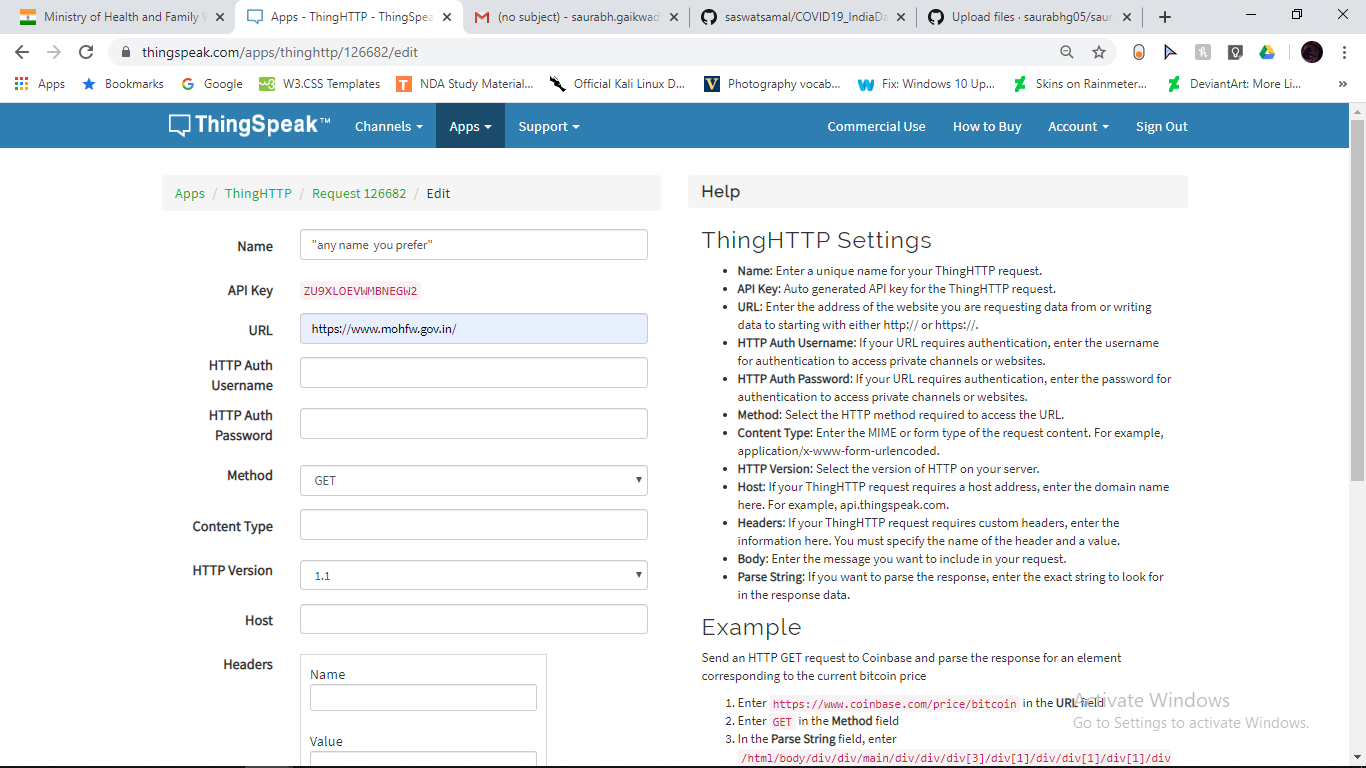 Ministry of Health and Family W
Apps - ThingHTTP - ThingSpea
(no subject) - saurabh.gaikwad
saswatsamal/COVID19_IndiaDa
Upload files · saurabhg05/saur
thingspeak.com/apps/thinghttp/126682/edit
Apps Bookmarks Google W3.CSS Templates NDA Study Material... Official Kali Linux D... Photography vocab... Fix: Windows 10 Up... Skins on Rainmeter... DeviantArt: More Li... »
ThingSpeak™ Channels Apps Support Commercial Use How to Buy Account Sign Out
Apps / ThingHTTP / Request 126682 / Edit
Name "any name you prefer"
API Key ZU9XLOEVWMBNEGW2
URL https://www.mohfw.gov.in/
HTTP Auth
Username
HTTP Auth
Password
Method GET
Content Type
HTTP Version 1.1
Host
Headers
Name
Value
Help
ThingHTTP Settings
• Name: Enter a unique name for your ThingHTTP request.
• API Key: Auto generated API key for the ThingHTTP request.
• URL: Enter the address of the website you are requesting data from or writing
data to starting with either http:// or https://.
• HTTP Auth Username: If your URL requires authentication, enter the username
for authentication to access private channels or websites.
• HTTP Auth Password: If your URL requires authentication, enter the password for
authentication to access private channels or websites.
• Method: Select the HTTP method required to access the URL.
• Content Type: Enter the MIME or form type of the request content. For example,
application/x-www-form-urlencoded.
• HTTP Version: Select the version of HTTP on your server.
• Host: If your ThingHTTP request requires a host address, enter the domain name
here. For example, api.thingspeak.com.
• Headers: If your ThingHTTP request requires custom headers, enter the
information here. You must specify the name of the header and a value.
• Body: Enter the message you want to include in your request.
• Parse String: If you want to parse the response, enter the exact string to look for
in the response data.
Example
Send an HTTP GET request to Coinbase and parse the response for an element
corresponding to the current bitcoin price
1. Enter https://www.coinbase.com/price/bitcoin in the URL field
2. Enter GET in the Method field
3. In the Parse String field, enter
/html/body/div/div/main/div/div/div[3]/div[1]/div/div[1]/div[1]/div
Activate Windows
Go to Settings to activate Windows.